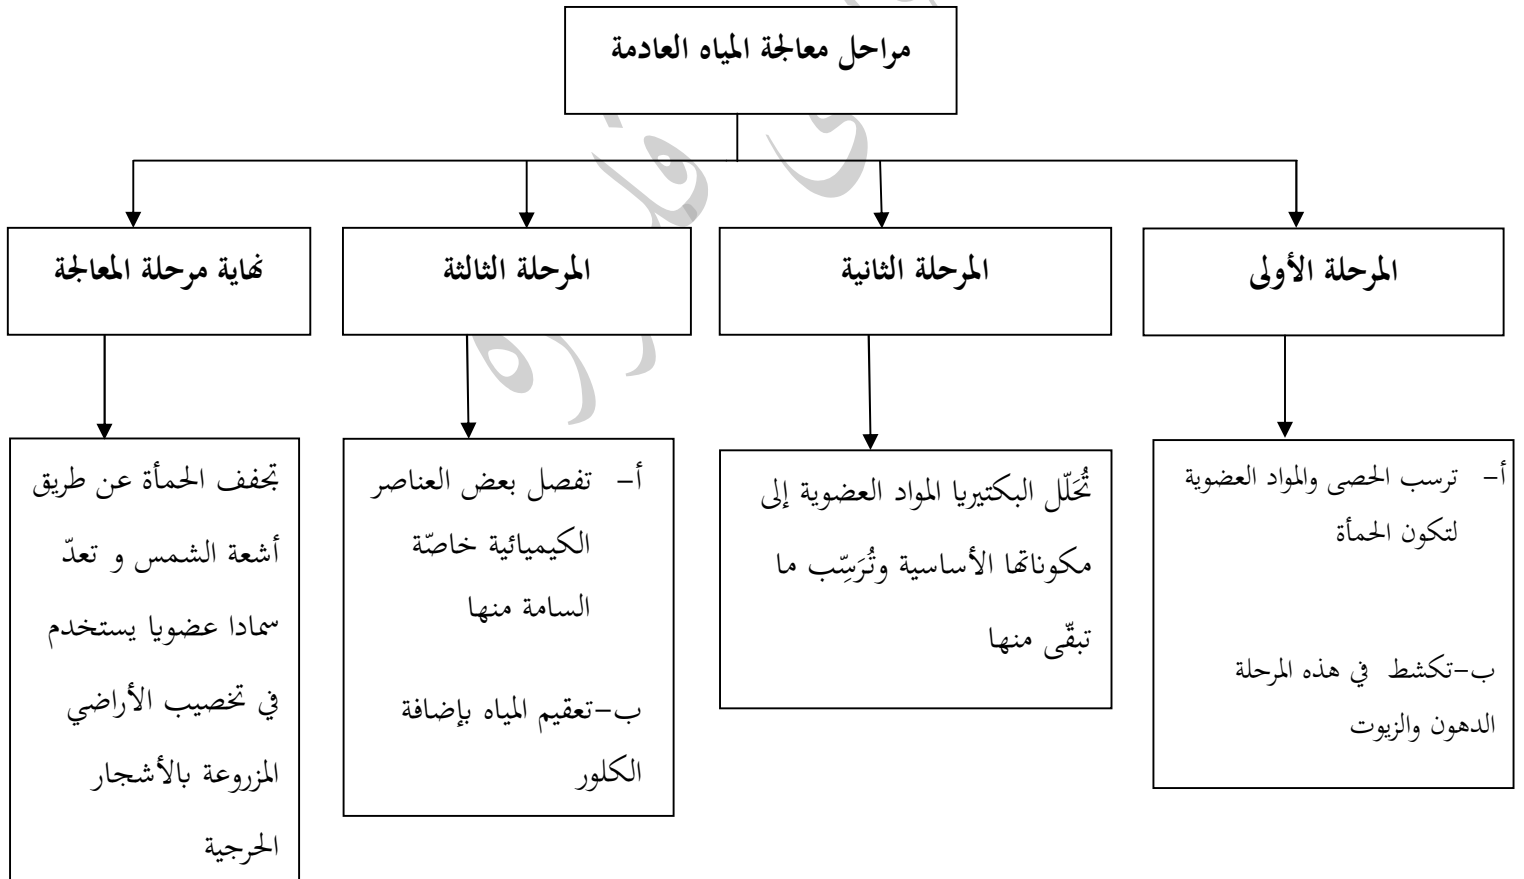 مراحل معالجة المياه العادمة
المرحلة الأولى
المرحلة الثانية
المرحلة الثالثة
نهاية مرحلة المعالجة
أ- ترسب الحصى والمواد العضوية
لتكون الحمأة
ب-تكشط في هذه المرحلة
الدهون والزيوت
تُحَلّل البكتيريا المواد العضوية إلى
مكوناتها الأساسية وتُرَسِّب ما
تبقّى منها
أ- تفصل بعض العناصر
الكيميائية خاصّة
السامة منها
ب-تعقيم المياه بإضافة
الكلور
تجفف الحمأة عن طريق
أشعة الشمس و تعدّ
سمادا عضويا يستخدم
في تخصيب الأراضي
المزروعة بالأشجار
الحرجية